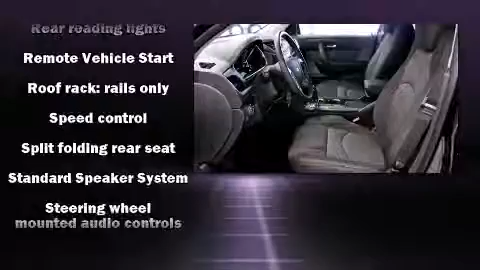 Rear reading lights
Remote Vehicle Start
Roof rack: rails only
Speed control
Split folding rear seat
Standard Speaker System
Steering wheel
mounted audio controls